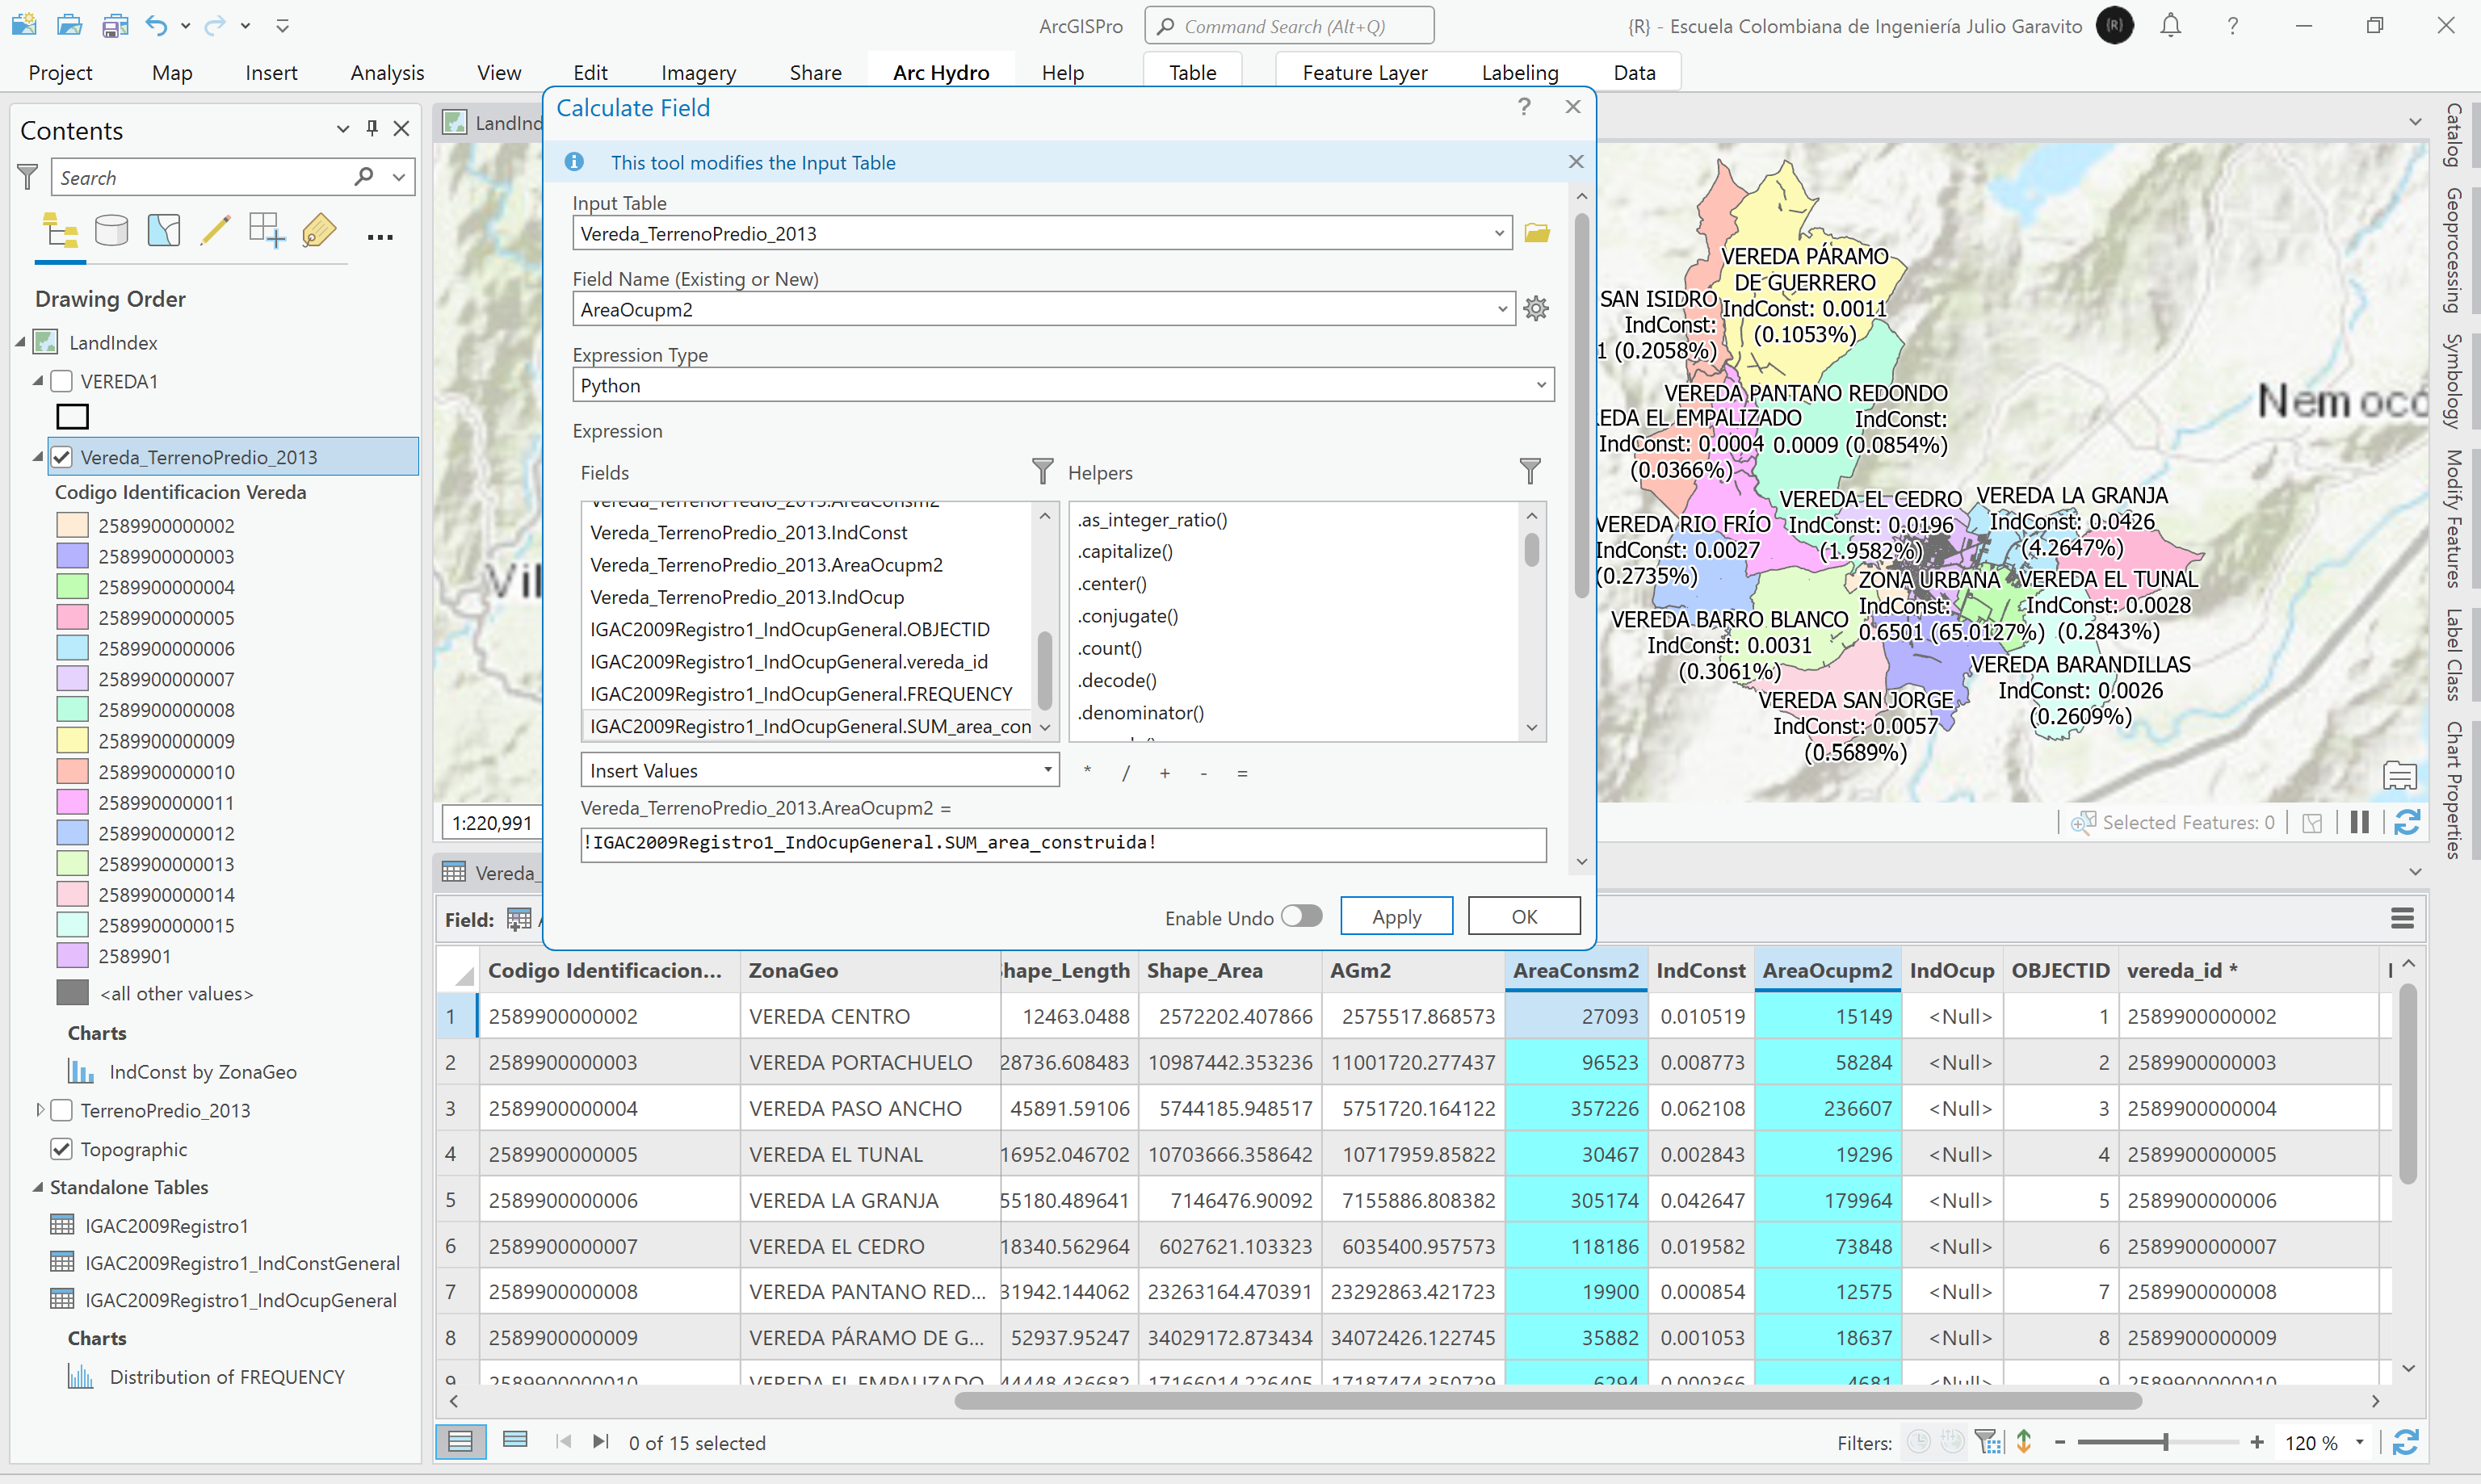 ArcGISPro
Command Search (Alt+Q)
{R} - Escuela Colombiana de Ingeniería Julio Garavito
{R}
?
Project
Map
Insert
Analysis
View
Edit
Imagery
Share
Arc Hydro
Help
Table
Feature Layer
Labeling
Data
Contents
Search
Drawing Order
LandIndex
VEREDA1
Vereda_TerrenoPredio_2013
Codigo Identificacion Vereda
2589900000002
2589900000003
2589900000004
2589900000005
2589900000006
2589900000007
2589900000008
2589900000009
2589900000010
2589900000011
2589900000012
2589900000013
2589900000014
2589900000015
2589901
<all other values>
Charts
IndConst by ZonaGeo
TerrenoPredio_2013
Topographic
Standalone Tables
IGAC2009Registro1
IGAC2009Registro1_IndConstGeneral
IGAC2009Registro1_IndOcupGeneral
Charts
Distribution of FREQUENCY
LandInd
Vil
1:220,991
Calculate Field
?
This tool modifies the Input Table
Input Table
Vereda_TerrenoPredio_2013
Field Name (Existing or New)
AreaOcupm2
Expression Type
Python
Expression
Fields
Helpers
Vereda_TerrenoPredio_2013.AreaConsm2
Vereda_TerrenoPredio_2013.IndConst
Vereda_TerrenoPredio_2013.AreaOcupm2
Vereda_TerrenoPredio_2013.IndOcup
IGAC2009Registro1_IndOcupGeneral.OBJECTID
IGAC2009Registro1_IndOcupGeneral.vereda_id
IGAC2009Registro1_IndOcupGeneral.FREQUENCY
IGAC2009Registro1_IndOcupGeneral.SUM_area_con
.as_integer_ratio()
.capitalize()
.center()
.conjugate()
.count()
.decode()
.denominator()
Insert Values
* / + - =
Vereda_TerrenoPredio_2013.AreaOcupm2 =
!IGAC2009Registro1_IndOcupGeneral.SUM_area_construida!
Enable Undo
Apply
OK
VEREDA PÁRAMO
DE GUERRERO
IndConst: 0.0011
(0.1053%)
SAN ISIDRO
IndConst:
1 (0.2058%)
VEREDA PANTANO REDONDO
IndConst:
0.0009 (0.0854%)
EDA EL EMPALIZADO
IndConst: 0.0004
(0.0366%)
VEREDA EL CEDRO
IndConst: 0.0196
(1.9582%)
VEREDA LA GRANJA
IndConst: 0.0426
(4.2647%)
VEREDA RIO FRÍO
IndConst: 0.0027
(0.2735%)
ZONA URBANA
IndConst:
0.6501 (65.0127%)
VEREDA EL TUNAL
IndConst: 0.0028
(0.2843%)
VEREDA BARRO BLANCO
IndConst: 0.0031
(0.3061%)
VEREDA BARANDILLAS
IndConst: 0.0026
(0.2609%)
VEREDA SAN JORGE
IndConst: 0.0057
(0.5689%)
Nemocó
Selected Features: 0
Catalog
Geoprocessing
Symbology
Modify Features
Label Class
Chart Properties
Vereda_
Field:
Codigo Identificacion... ZonaGeo Shape_Length Shape_Area AGm2 AreaConsm2 IndConst AreaOcupm2 IndOcup OBJECTID vereda_id *
1 2589900000002 VEREDA CENTRO 12463.0488 2572202.407866 2575517.868573 27093 0.010519 15149 <Null> 1 2589900000002
2 2589900000003 VEREDA PORTACHUELO 28736.608483 10987442.353236 11001720.277437 96523 0.008773 58284 <Null> 2 2589900000003
3 2589900000004 VEREDA PASO ANCHO 45891.59106 5744185.948517 5751720.164122 357226 0.062108 236607 <Null> 3 2589900000004
4 2589900000005 VEREDA EL TUNAL 16952.046702 10703666.358642 10717959.85822 30467 0.002843 19296 <Null> 4 2589900000005
5 2589900000006 VEREDA LA GRANJA 55180.489641 7146476.90092 7155886.808382 305174 0.042647 179964 <Null> 5 2589900000006
6 2589900000007 VEREDA EL CEDRO 18340.562964 6027621.103323 6035400.957573 118186 0.019582 73848 <Null> 6 2589900000007
7 2589900000008 VEREDA PANTANO RED... 31942.144062 23263164.470391 23292863.421723 19900 0.000854 12575 <Null> 7 2589900000008
8 2589900000009 VEREDA PÁRAMO DE G... 52937.95247 34029172.873434 34072426.122745 35882 0.001053 18637 <Null> 8 2589900000009
9 2589900000010 VEREDA EL EMPALIZADO 44448.436682 17166014.226405 17187474.350729 6294 0.000366 4681 <Null> 9 2589900000010
0 of 15 selected
Filters:
- + 120 %